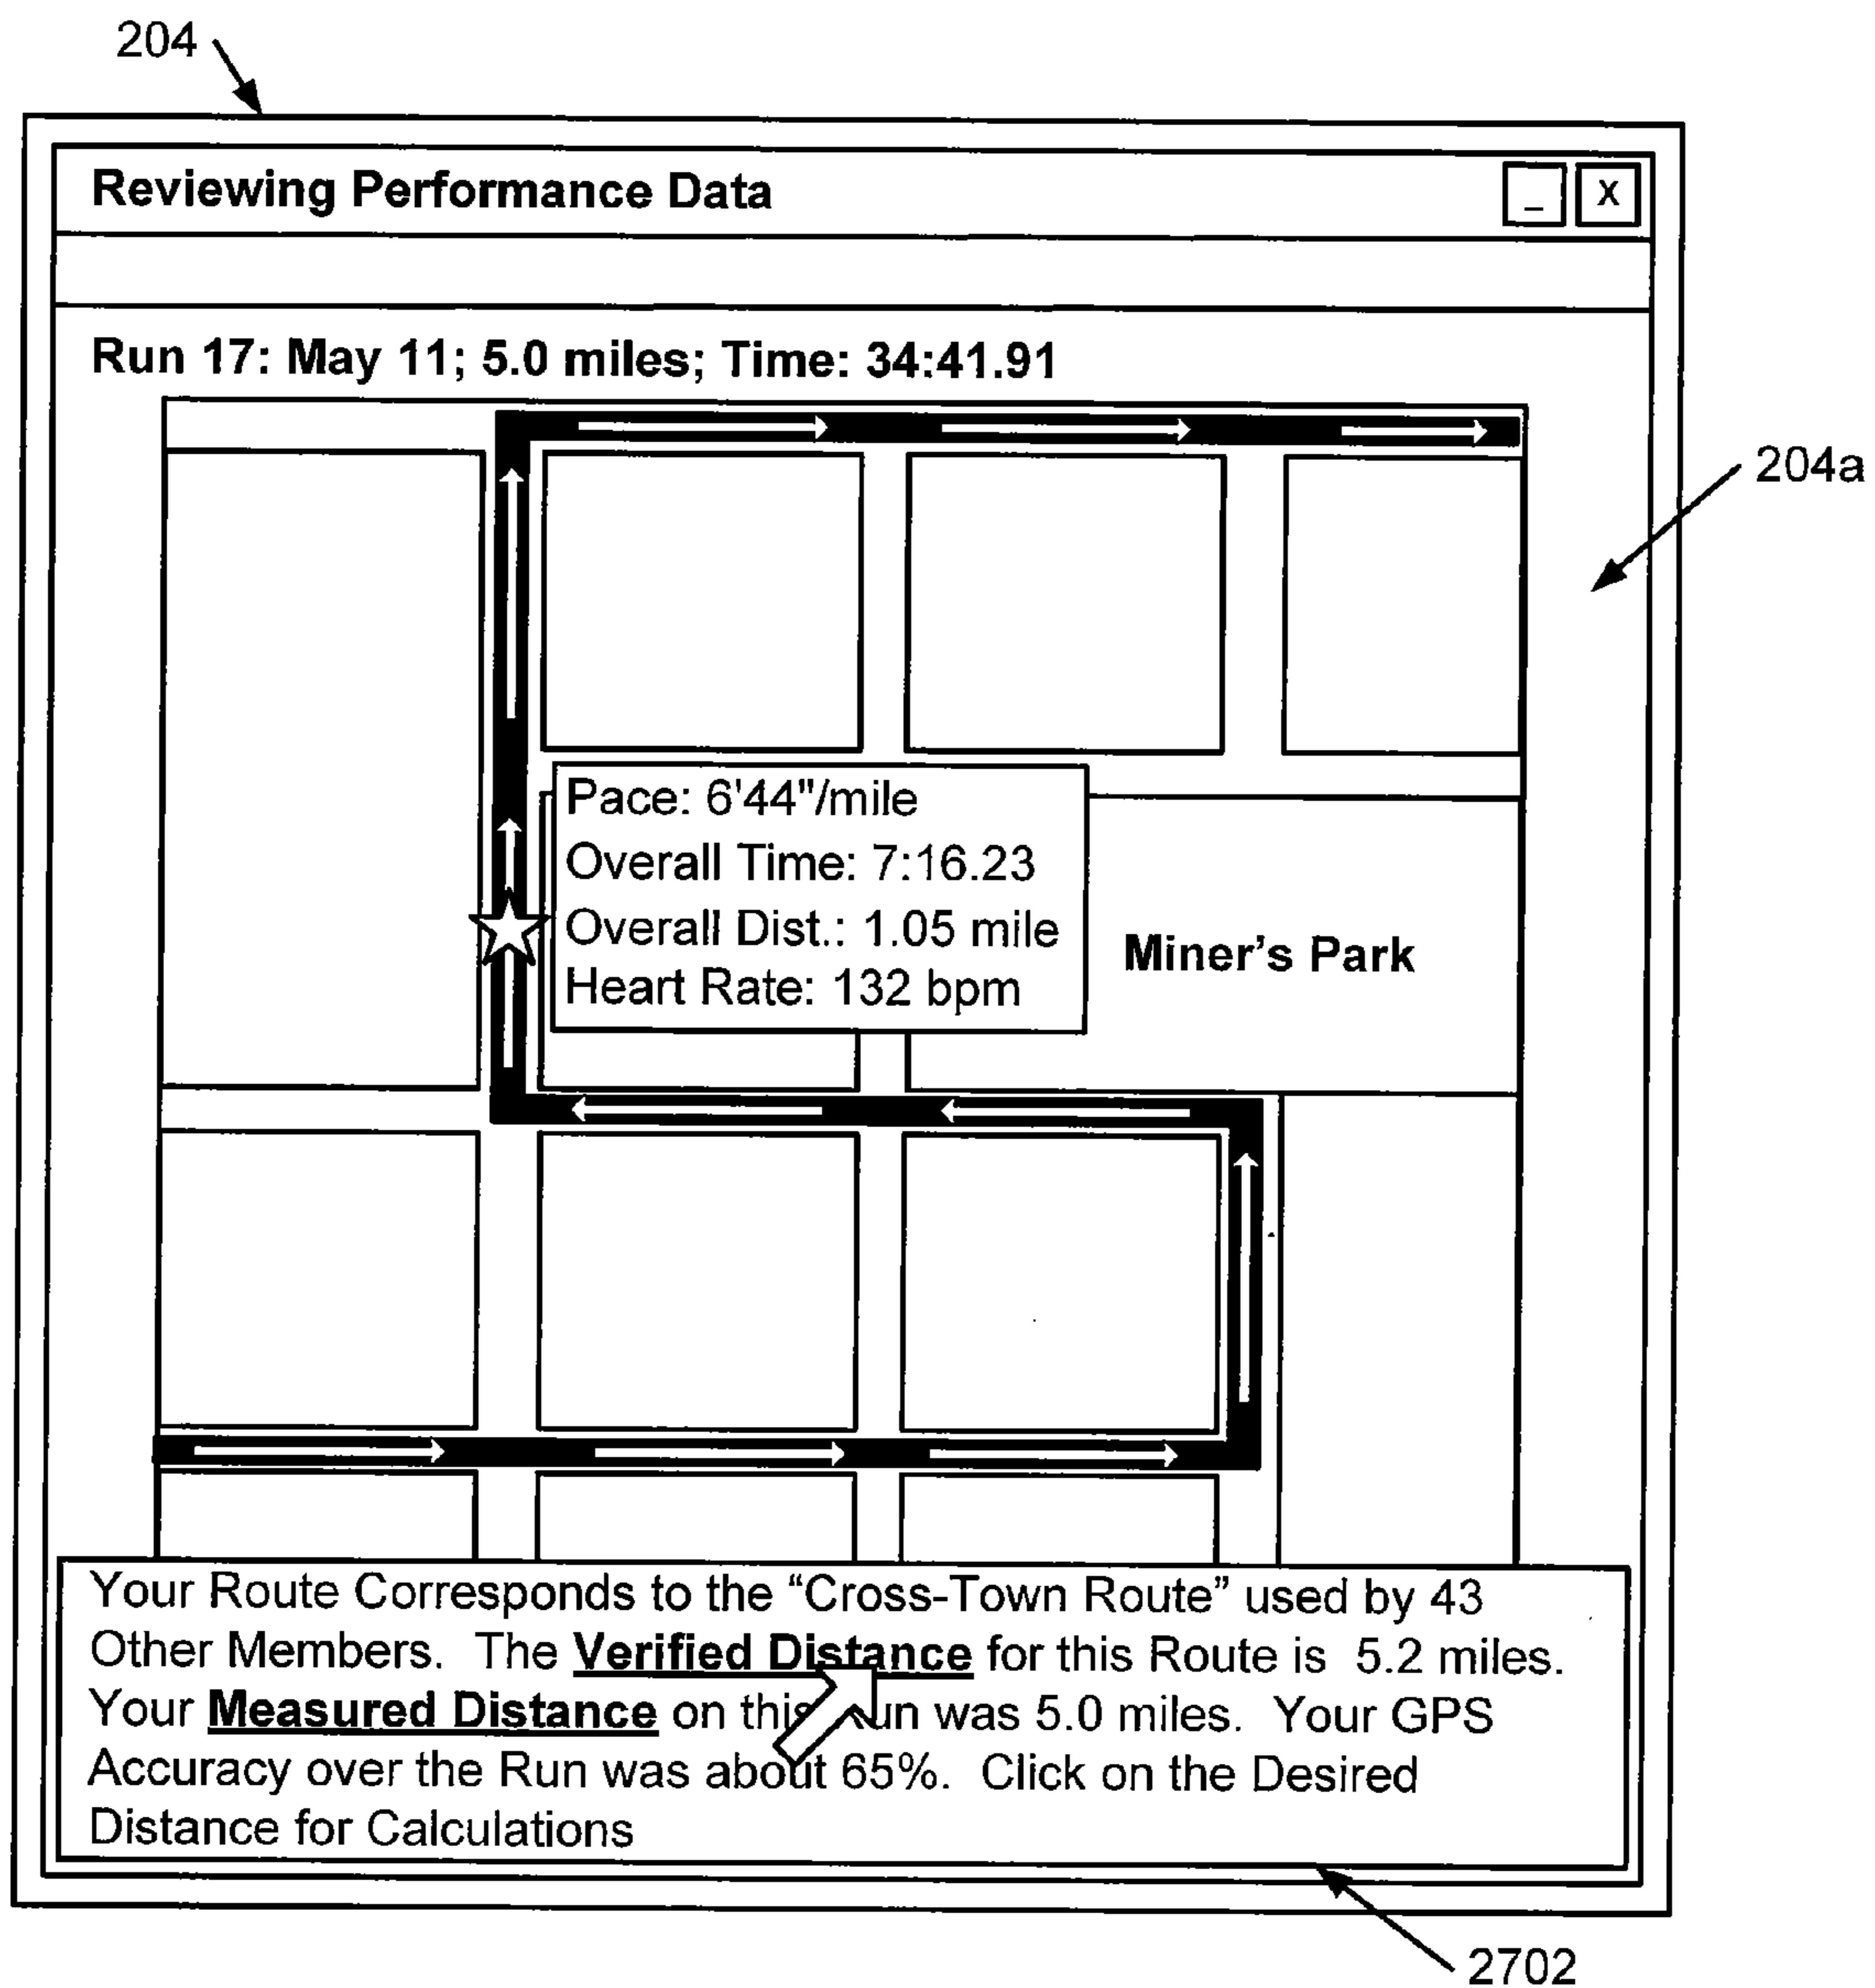 204
Reviewing Performance Data
_ X
Run 17: May 11; 5.0 miles; Time: 34:41.91
204a
Pace: 6'44"/mile
Overall Time: 7:16.23
Overall Dist.: 1.05 mile
Heart Rate: 132 bpm
Miner's Park
Your Route Corresponds to the “Cross-Town Route” used by 43
Other Members. The Verified Distance for this Route is 5.2 miles.
Your Measured Distance on this Run was 5.0 miles. Your GPS
Accuracy over the Run was about 65%. Click on the Desired
Distance for Calculations
2702